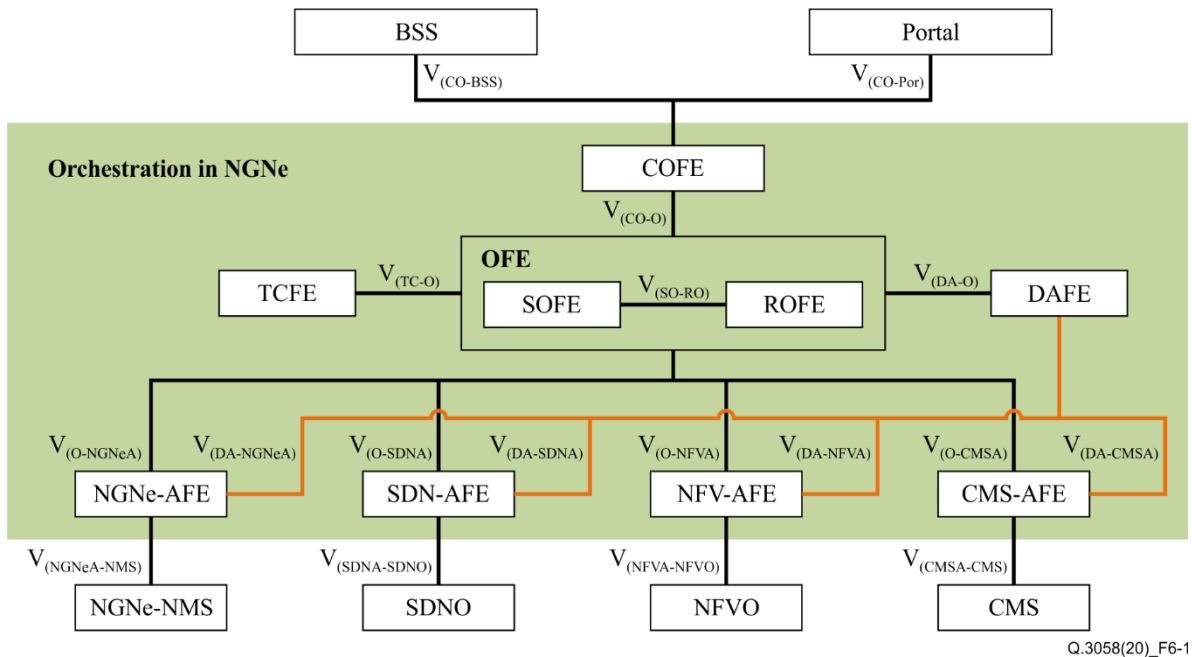 BSS
Portal
V(CO-BSS)
V(CO-Por)
Orchestration in NGNe
COFE
V(CO-O)
OFE
TCFE
V(TC-O)
SOFE
V(SO-RO)
ROFE
V(DA-O)
DAFE
V(O-NGNeA)
V(DA-NGNeA)
V(O-SDNA)
V(DA-SDNA)
V(O-NFVA)
V(DA-NFVA)
V(O-CMSA)
V(DA-CMSA)
NGNe-AFE
SDN-AFE
NFV-AFE
CMS-AFE
V(NGNeA-NMS)
V(SDNA-SDNO)
V(NFVA-NFVO)
V(CMSA-CMS)
NGNe-NMS
SDNO
NFVO
CMS
Q.3058(20)_F6-1